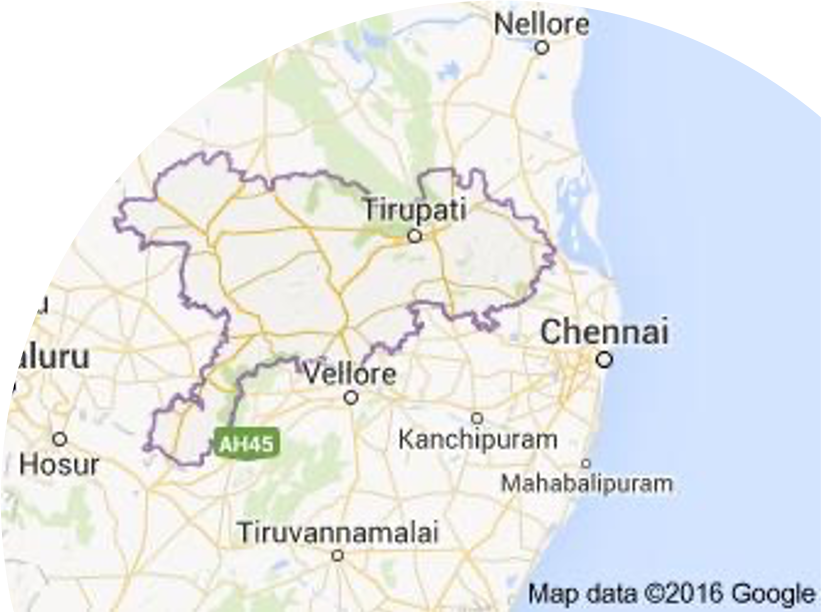 Nellore
Tirupati
u
Chennai
aluru
Vellore
Kanchipuram
AH45
Hosur
Mahabalipuram
Tiruvannamalai
Map data ©2016 Google